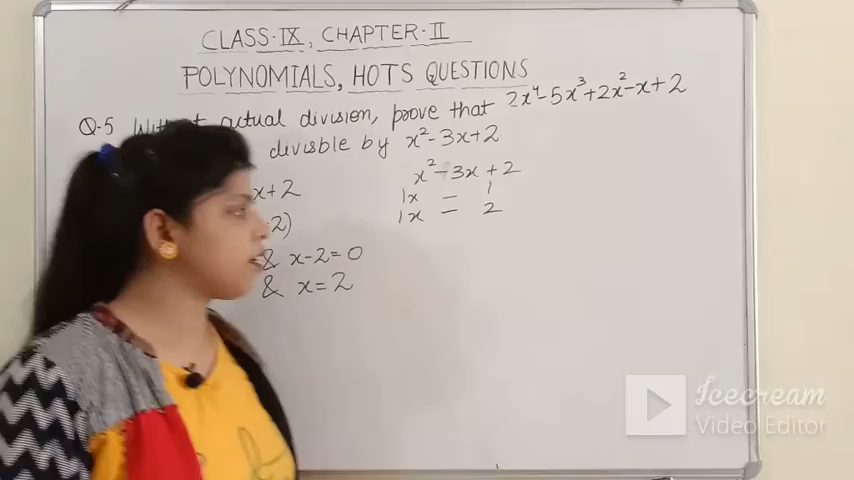 CLASS-IX, CHAPTER-II
POLYNOMIALS, HOTS QUESTIONS
Q-5 actual division, prove that 2x⁴-5x³+2x²-x+2
divisble by x²-3x+2
x+2
x²-3x+2
1x = 1
1x = 2
-2)
& x-2=0
& x=2
Icecream
Video Editor